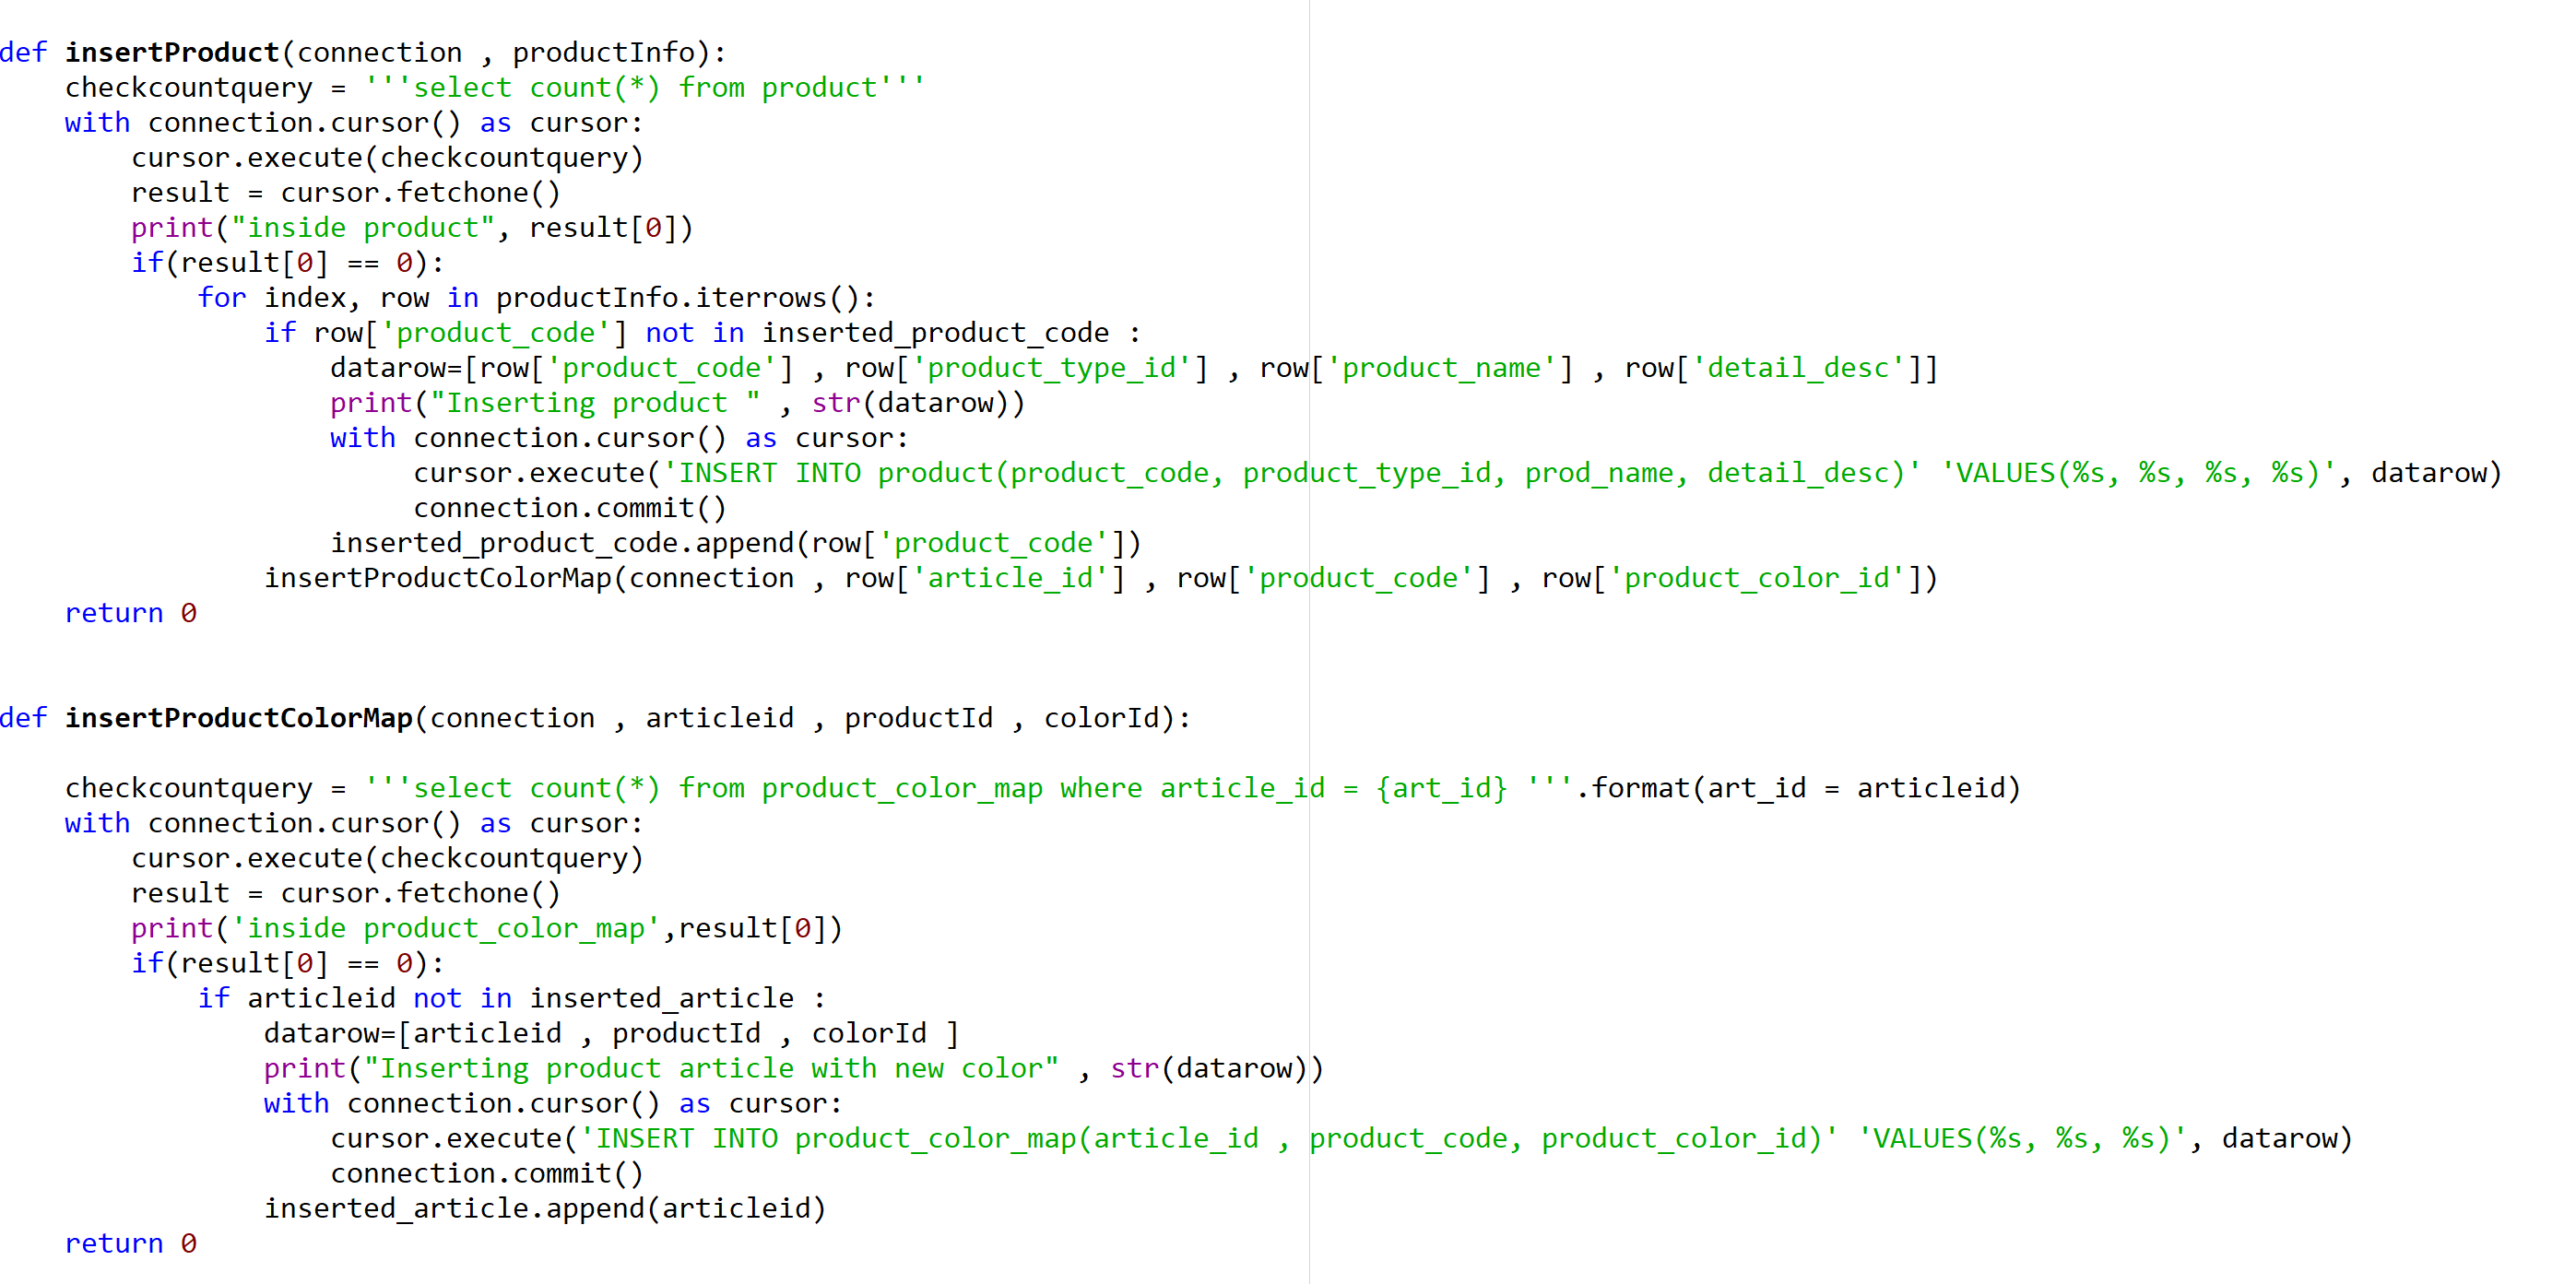 def insertProduct(connection , productInfo):
    checkcountquery = '''select count(*) from product'''
    with connection.cursor() as cursor:
        cursor.execute(checkcountquery)
        result = cursor.fetchone()
        print("inside product", result[0])
        if(result[0] == 0):
            for index, row in productInfo.iterrows():
                if row['product_code'] not in inserted_product_code :
                    datarow=[row['product_code'] , row['product_type_id'] , row['product_name'] , row['detail_desc']]
                    print("Inserting product " , str(datarow))
                    with connection.cursor() as cursor:
                         cursor.execute('INSERT INTO product(product_code, product_type_id, prod_name, detail_desc)' 'VALUES(%s, %s, %s, %s)', datarow)
                         connection.commit()
                    inserted_product_code.append(row['product_code'])
                insertProductColorMap(connection , row['article_id'] , row['product_code'] , row['product_color_id'])
    return 0
def insertProductColorMap(connection , articleid , productId , colorId):
    checkcountquery = '''select count(*) from product_color_map where article_id = {art_id} '''.format(art_id = articleid)
    with connection.cursor() as cursor:
        cursor.execute(checkcountquery)
        result = cursor.fetchone()
        print('inside product_color_map',result[0])
        if(result[0] == 0):
            if articleid not in inserted_article :
                datarow=[articleid , productId , colorId ]
                print("Inserting product article with new color" , str(datarow))
                with connection.cursor() as cursor:
                    cursor.execute('INSERT INTO product_color_map(article_id , product_code, product_color_id)' 'VALUES(%s, %s, %s)', datarow)
                    connection.commit()
                inserted_article.append(articleid)
    return 0